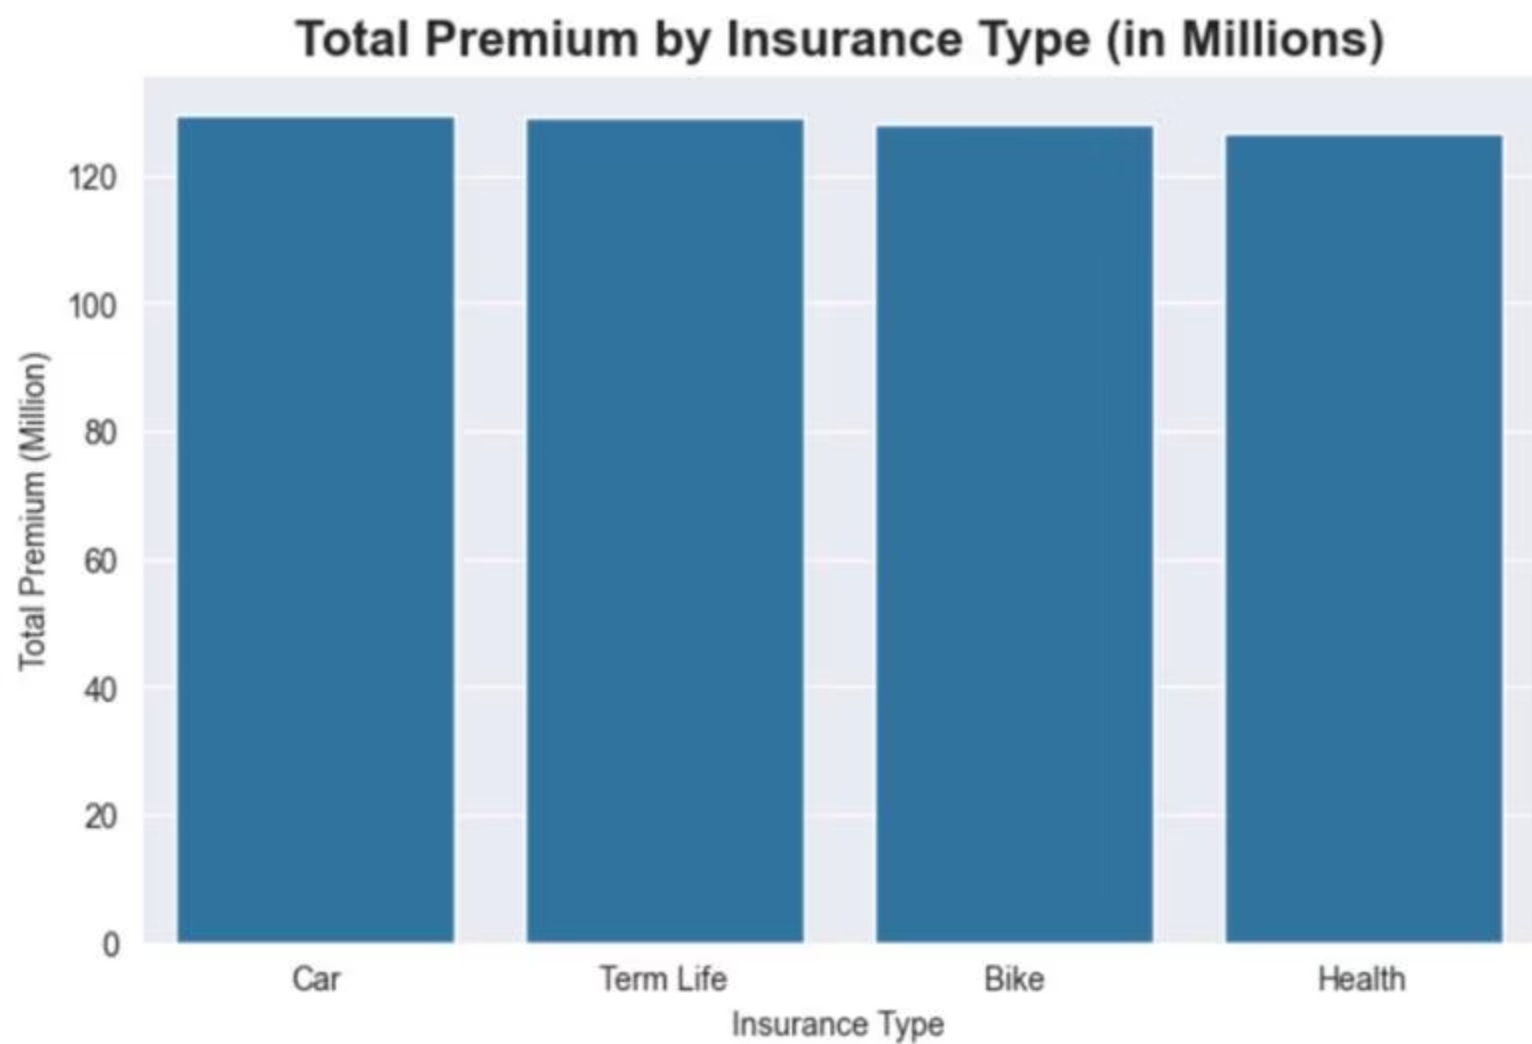 Total Premium by Insurance Type (in Millions)
120
100
80
60
40
20
0
Total Premium (Million)
Car
Term Life
Bike
Health
Insurance Type